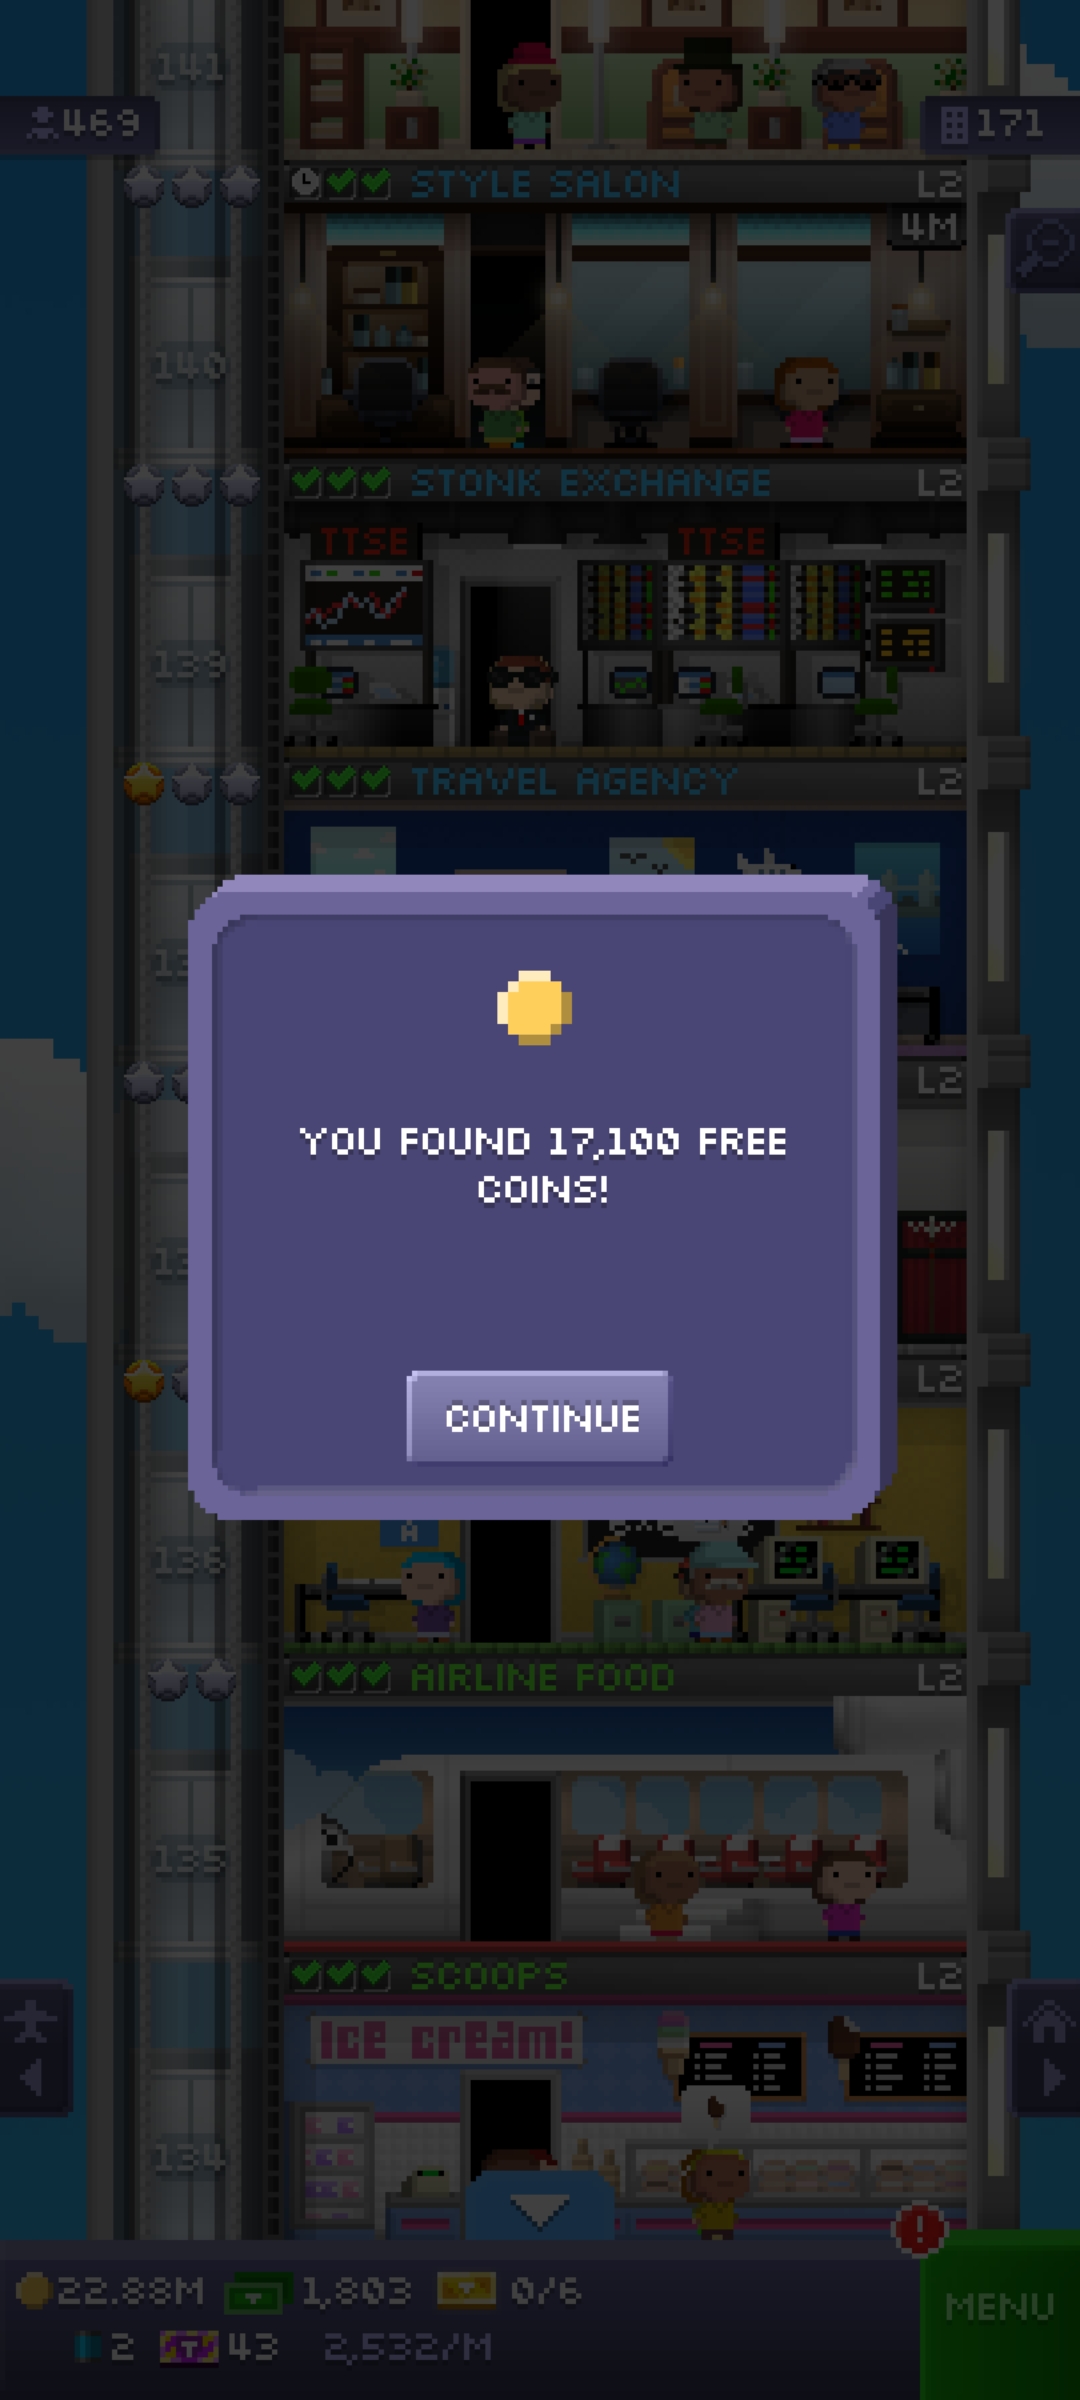 141
469
171
STYLE SALON L2
4M
140
STONK EXCHANGE L2
TTSE TTSE
139
TRAVEL AGENCY L2
L2
YOU FOUND 17,100 FREE
COINS!
L2
CONTINUE
A
136
AIRLINE FOOD L2
135
SCOOPS L2
Ice cream!
134
22.88M 1,803 0/6
MENU
2 T 43 2,532/M